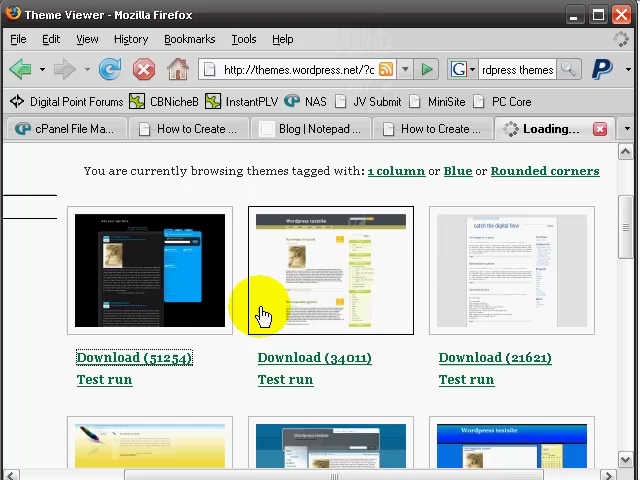 Theme Viewer - Mozilla Firefox
File Edit View History Bookmarks Tools Help
http://themes.wordpress.net/?c
G
rdpress themes
Digital Point Forums CBNicheB InstantPLV NAS JV Submit MiniSite PC Core
cPanel File Ma... How to Create ... Blog | Notepad ... How to Create ... Loading...
You are currently browsing themes tagged with: 1 column or Blue or Rounded corners
Wordpress testsite
catch the digital flow
Download (51254) Download (34011) Download (21621)
Test run Test run Test run
Wordpress testsite
Wordpress testsite